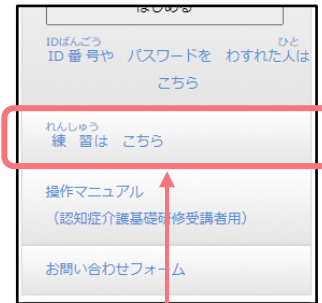 はじめる
IDばんごう ひと
ID 番 号や パスワードを わすれた人は
こちら
れんしゅう
練 習は こちら
操作マニュアル
（認知症介護基礎研修受講者用）
お問い合わせフォーム